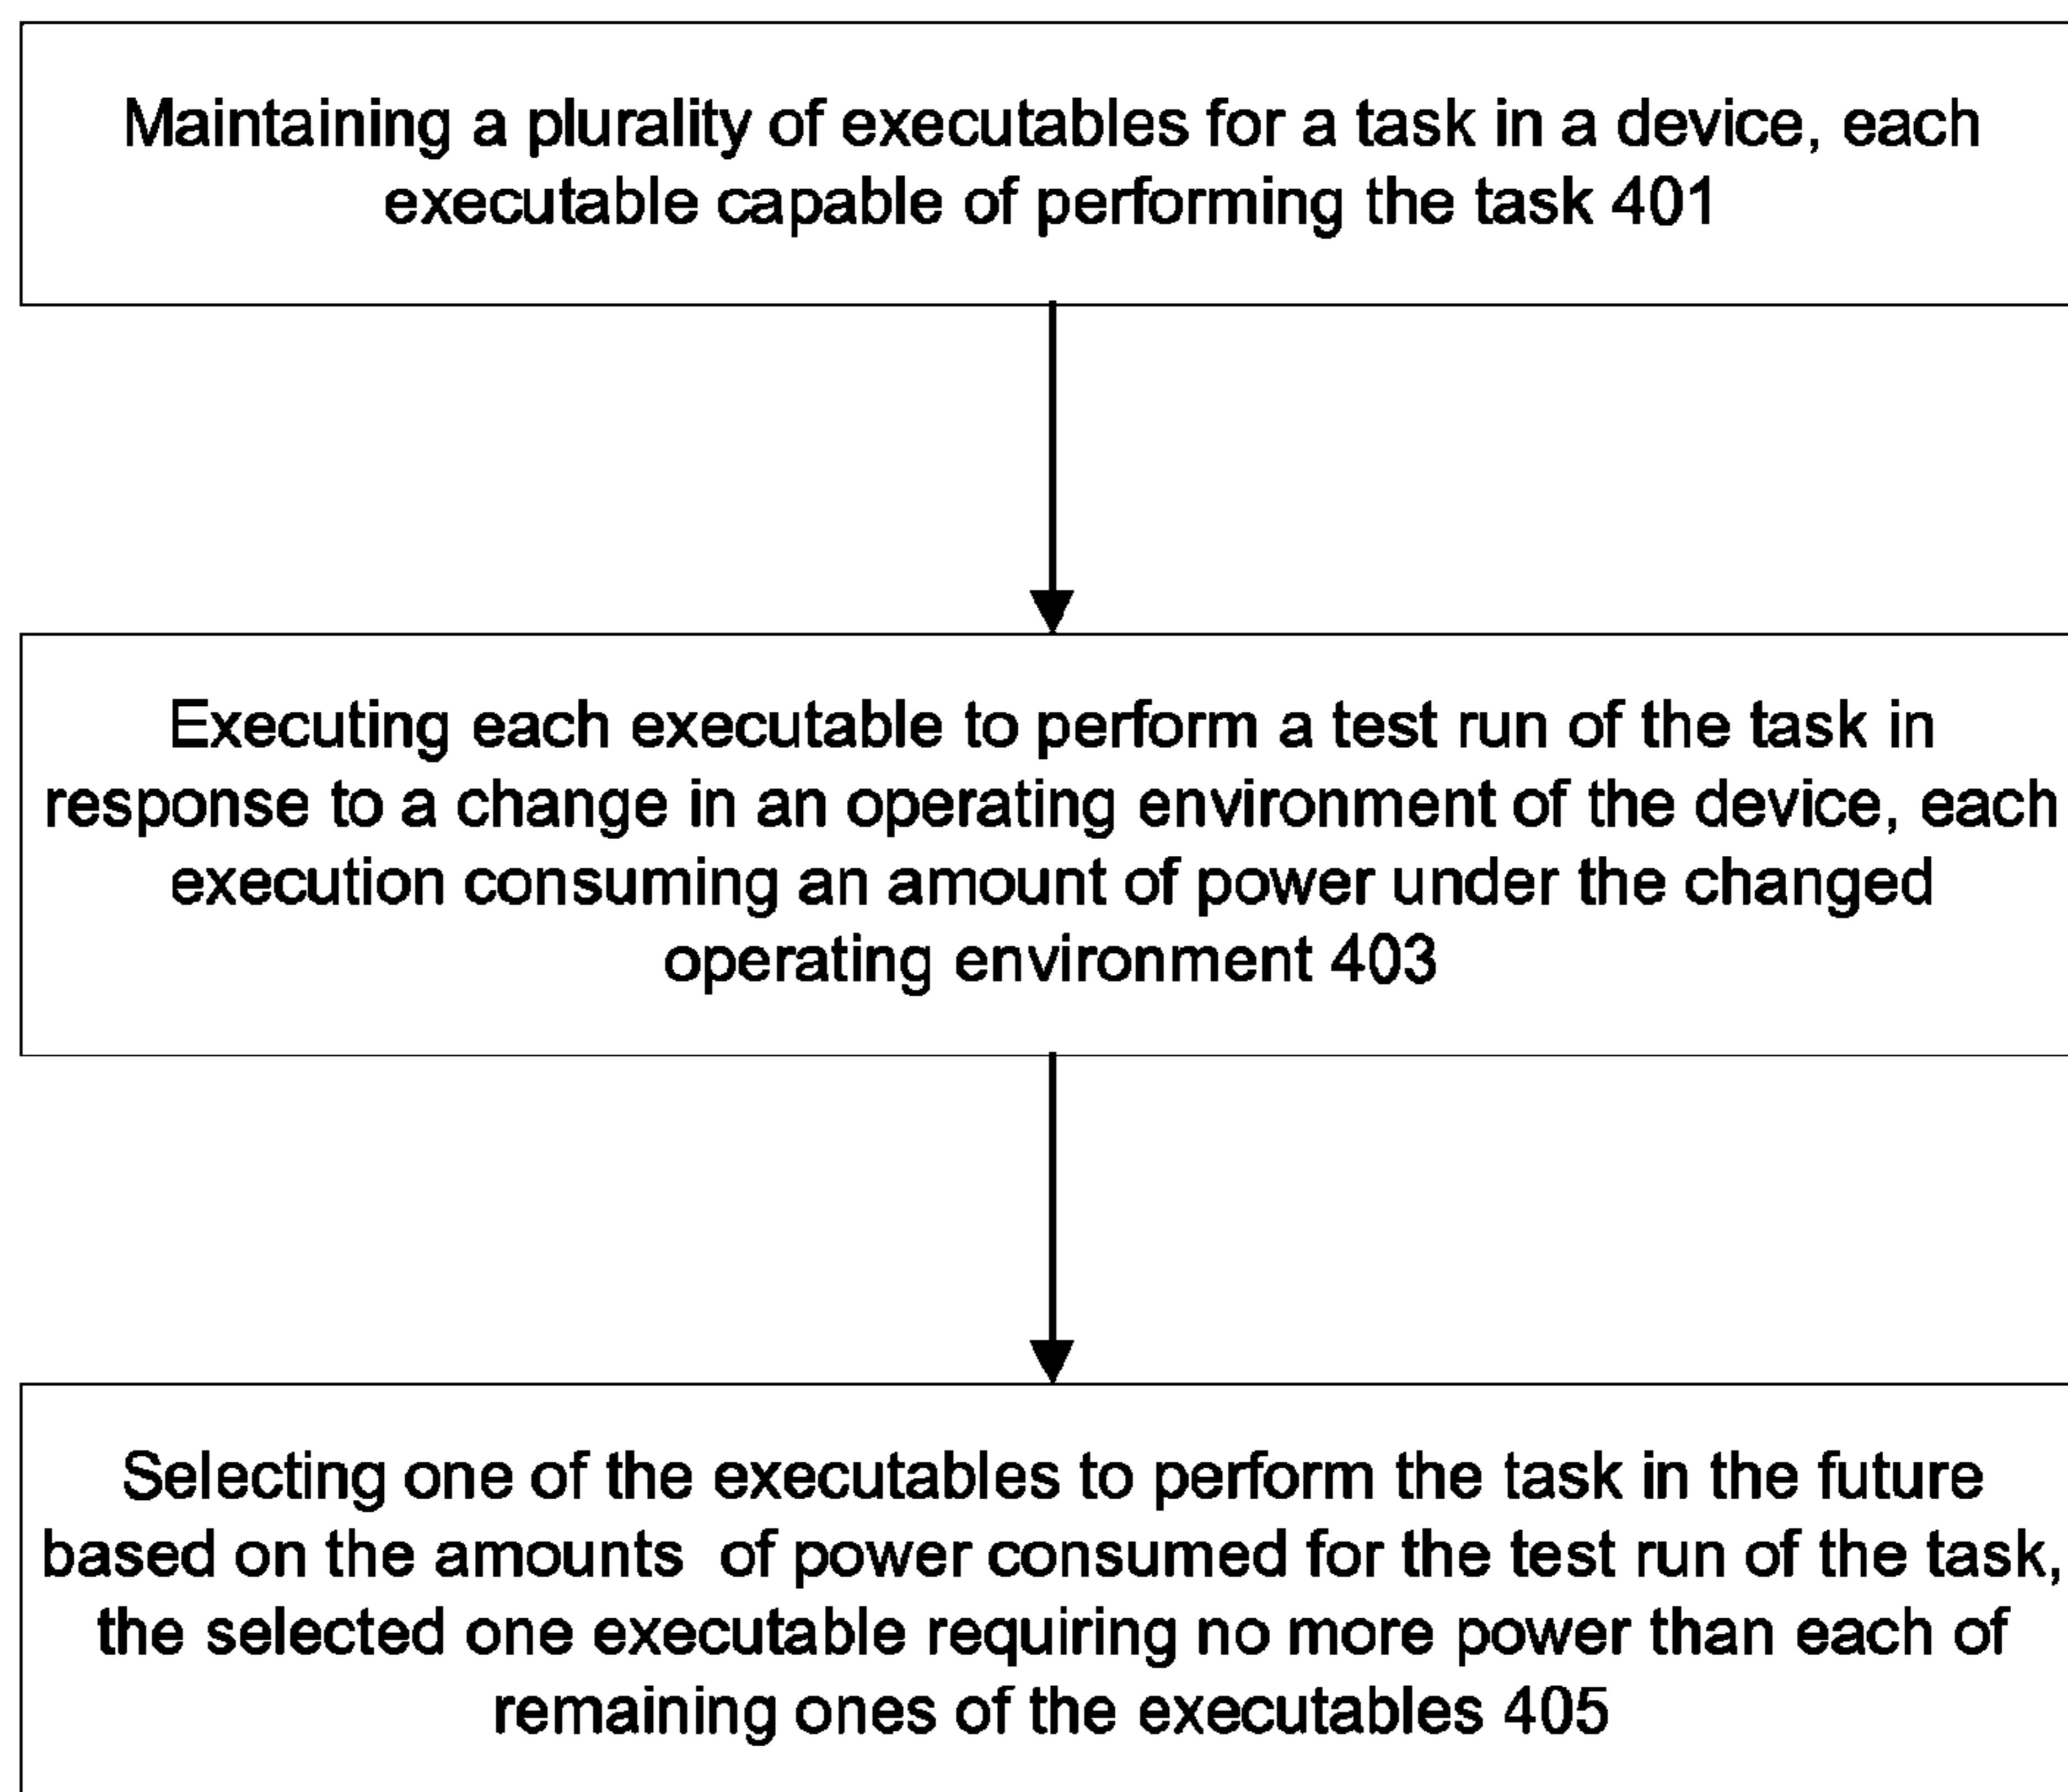 Maintaining a plurality of executables for a task in a device, each
executable capable of performing the task 401
Executing each executable to perform a test run of the task in
response to a change in an operating environment of the device, each
execution consuming an amount of power under the changed
operating environment 403
Selecting one of the executables to perform the task in the future
based on the amounts  of power consumed for the test run of the task,
the selected one executable requiring no more power than each of
remaining ones of the executables 405